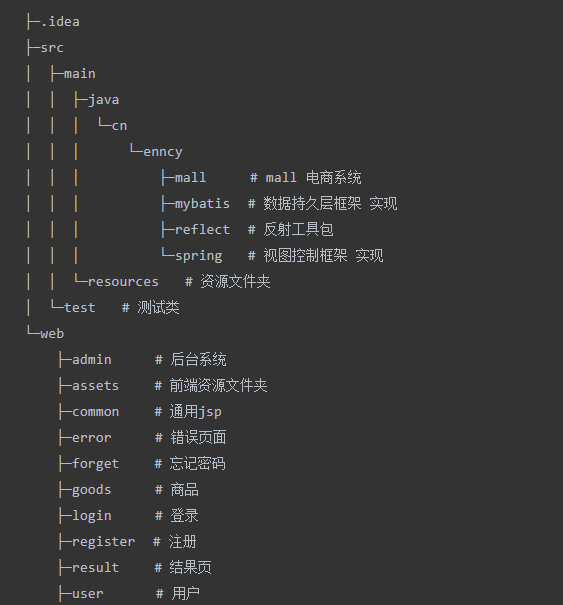 ├─.idea
├─src
│  ├─main
│  │  ├─java
│  │  │  └─cn
│  │  │      └─enncy
│  │  │          ├─mall     # mall 电商系统
│  │  │          ├─mybatis  # 数据持久层框架 实现
│  │  │          ├─reflect  # 反射工具包
│  │  │          └─spring   # 视图控制框架 实现
│  │  └─resources   # 资源文件夹
│  └─test   # 测试类
└─web
    ├─admin     # 后台系统
    ├─assets    # 前端资源文件夹
    ├─common    # 通用jsp
    ├─error     # 错误页面
    ├─forget    # 忘记密码
    ├─goods     # 商品
    ├─login     # 登录
    ├─register  # 注册
    ├─result    # 结果页
    ├─user      # 用户